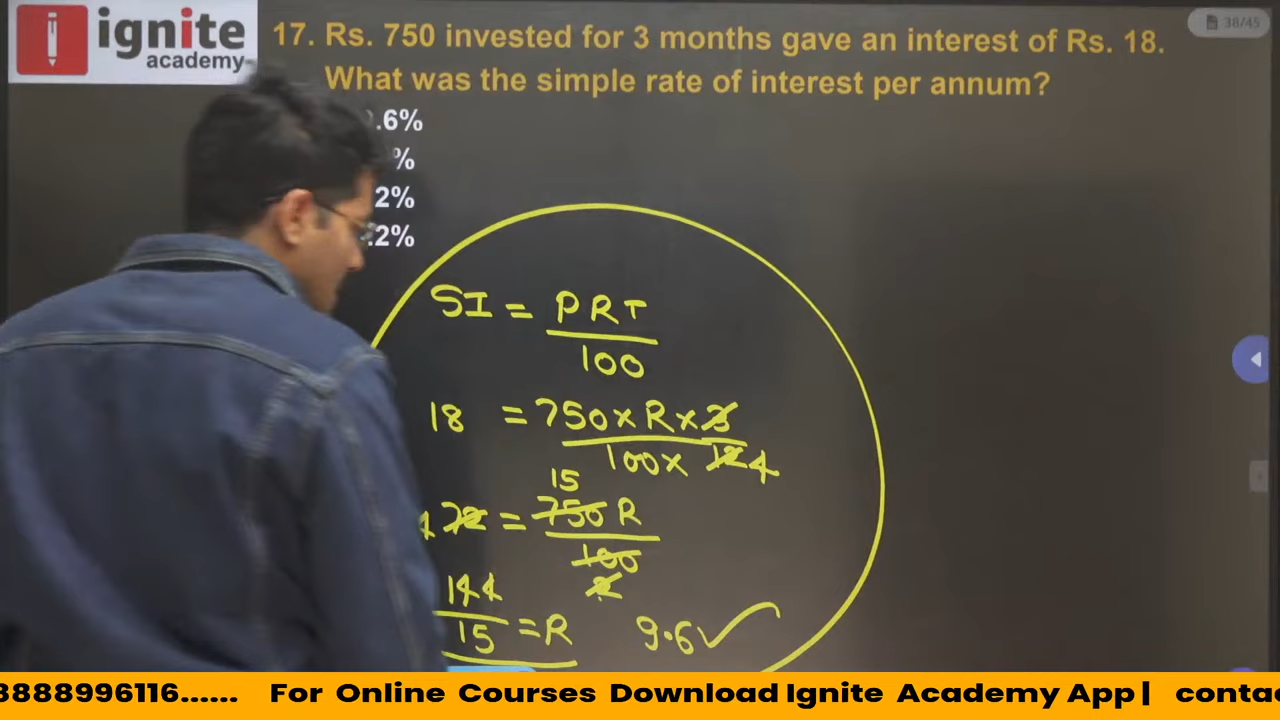 ignite
academy
38/45
17. Rs. 750 invested for 3 months gave an interest of Rs. 18.
What was the simple rate of interest per annum?
.6%
%
2%
.2%
SI = PRT
100
18 = 750 x R x 3
100 x 12 4
15
72 = 750 R
100
2
144
15 = R 9.6 ✓
8888996116...... For Online Courses Download Ignite Academy App | conta